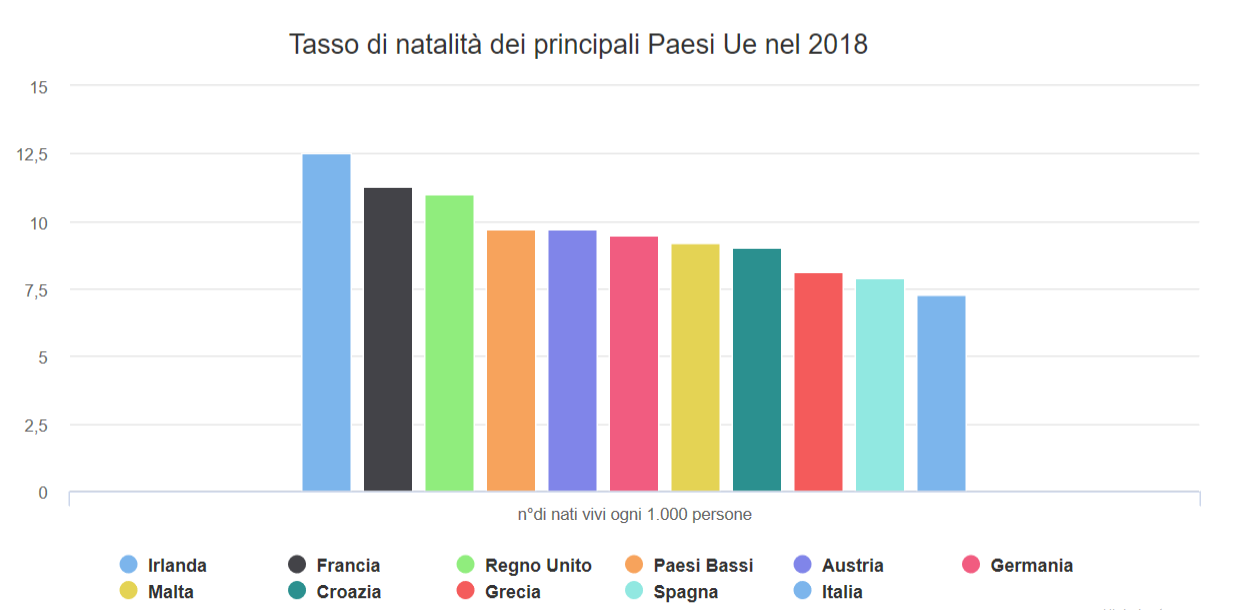 Tasso di natalità dei principali Paesi Ue nel 2018
15
12,5
10
7,5
5
2,5
0
n°di nati vivi ogni 1.000 persone
Irlanda Francia Regno Unito Paesi Bassi Austria Germania
Malta Croazia Grecia Spagna Italia